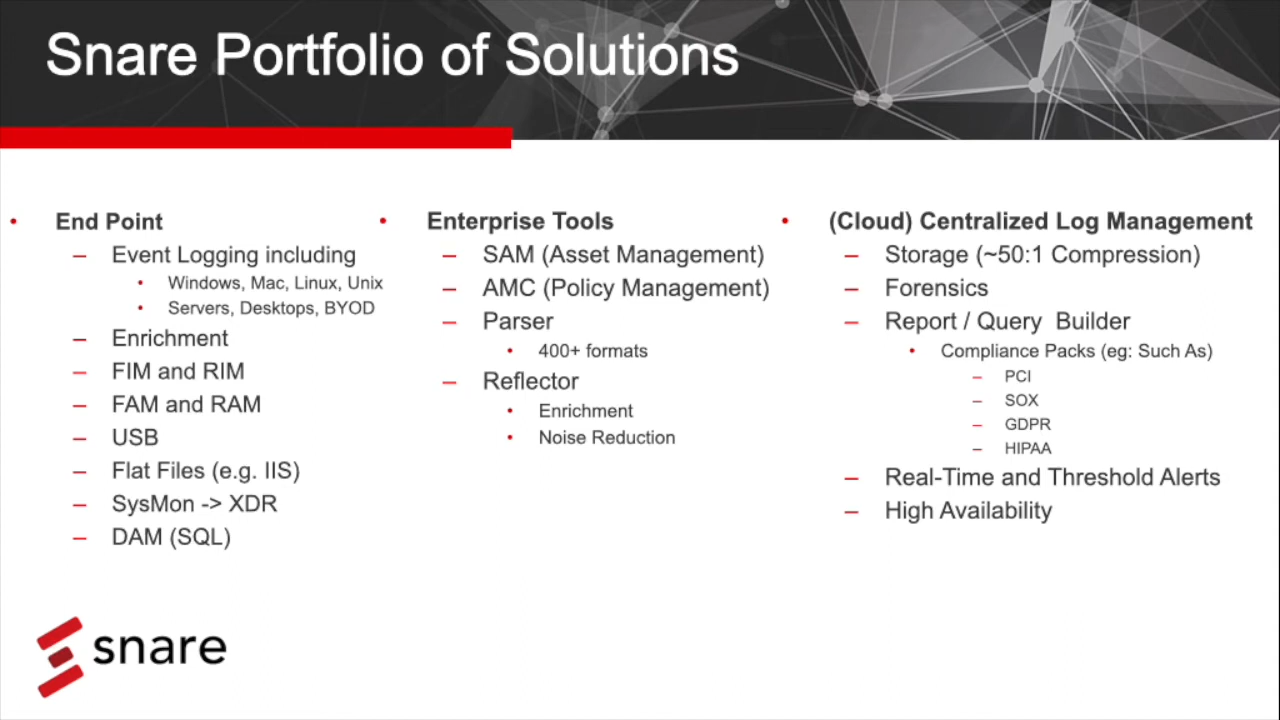 Snare Portfolio of Solutions
• End Point
– Event Logging including
• Windows, Mac, Linux, Unix
• Servers, Desktops, BYOD
– Enrichment
– FIM and RIM
– FAM and RAM
– USB
– Flat Files (e.g. IIS)
– SysMon -> XDR
– DAM (SQL)
• Enterprise Tools
– SAM (Asset Management)
– AMC (Policy Management)
– Parser
• 400+ formats
– Reflector
• Enrichment
• Noise Reduction
• (Cloud) Centralized Log Management
– Storage (~50:1 Compression)
– Forensics
– Report / Query Builder
• Compliance Packs (eg: Such As)
– PCI
– SOX
– GDPR
– HIPAA
– Real-Time and Threshold Alerts
– High Availability
snare